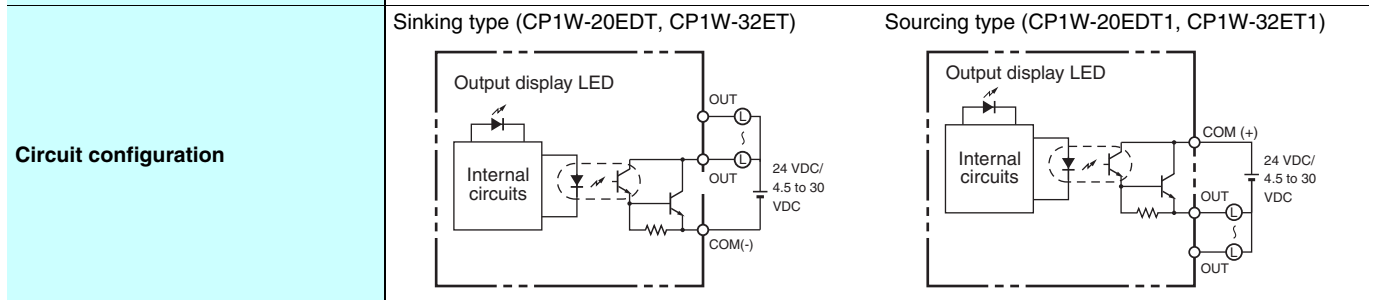 Circuit configuration
Sinking type (CP1W-20EDT, CP1W-32ET)
Output display LED
Internal
circuits
OUT
L
L
OUT
24 VDC/
4.5 to 30
VDC
COM(-)
Sourcing type (CP1W-20EDT1, CP1W-32ET1)
Output display LED
Internal
circuits
COM (+)
24 VDC/
4.5 to 30
VDC
OUT
L
L
OUT